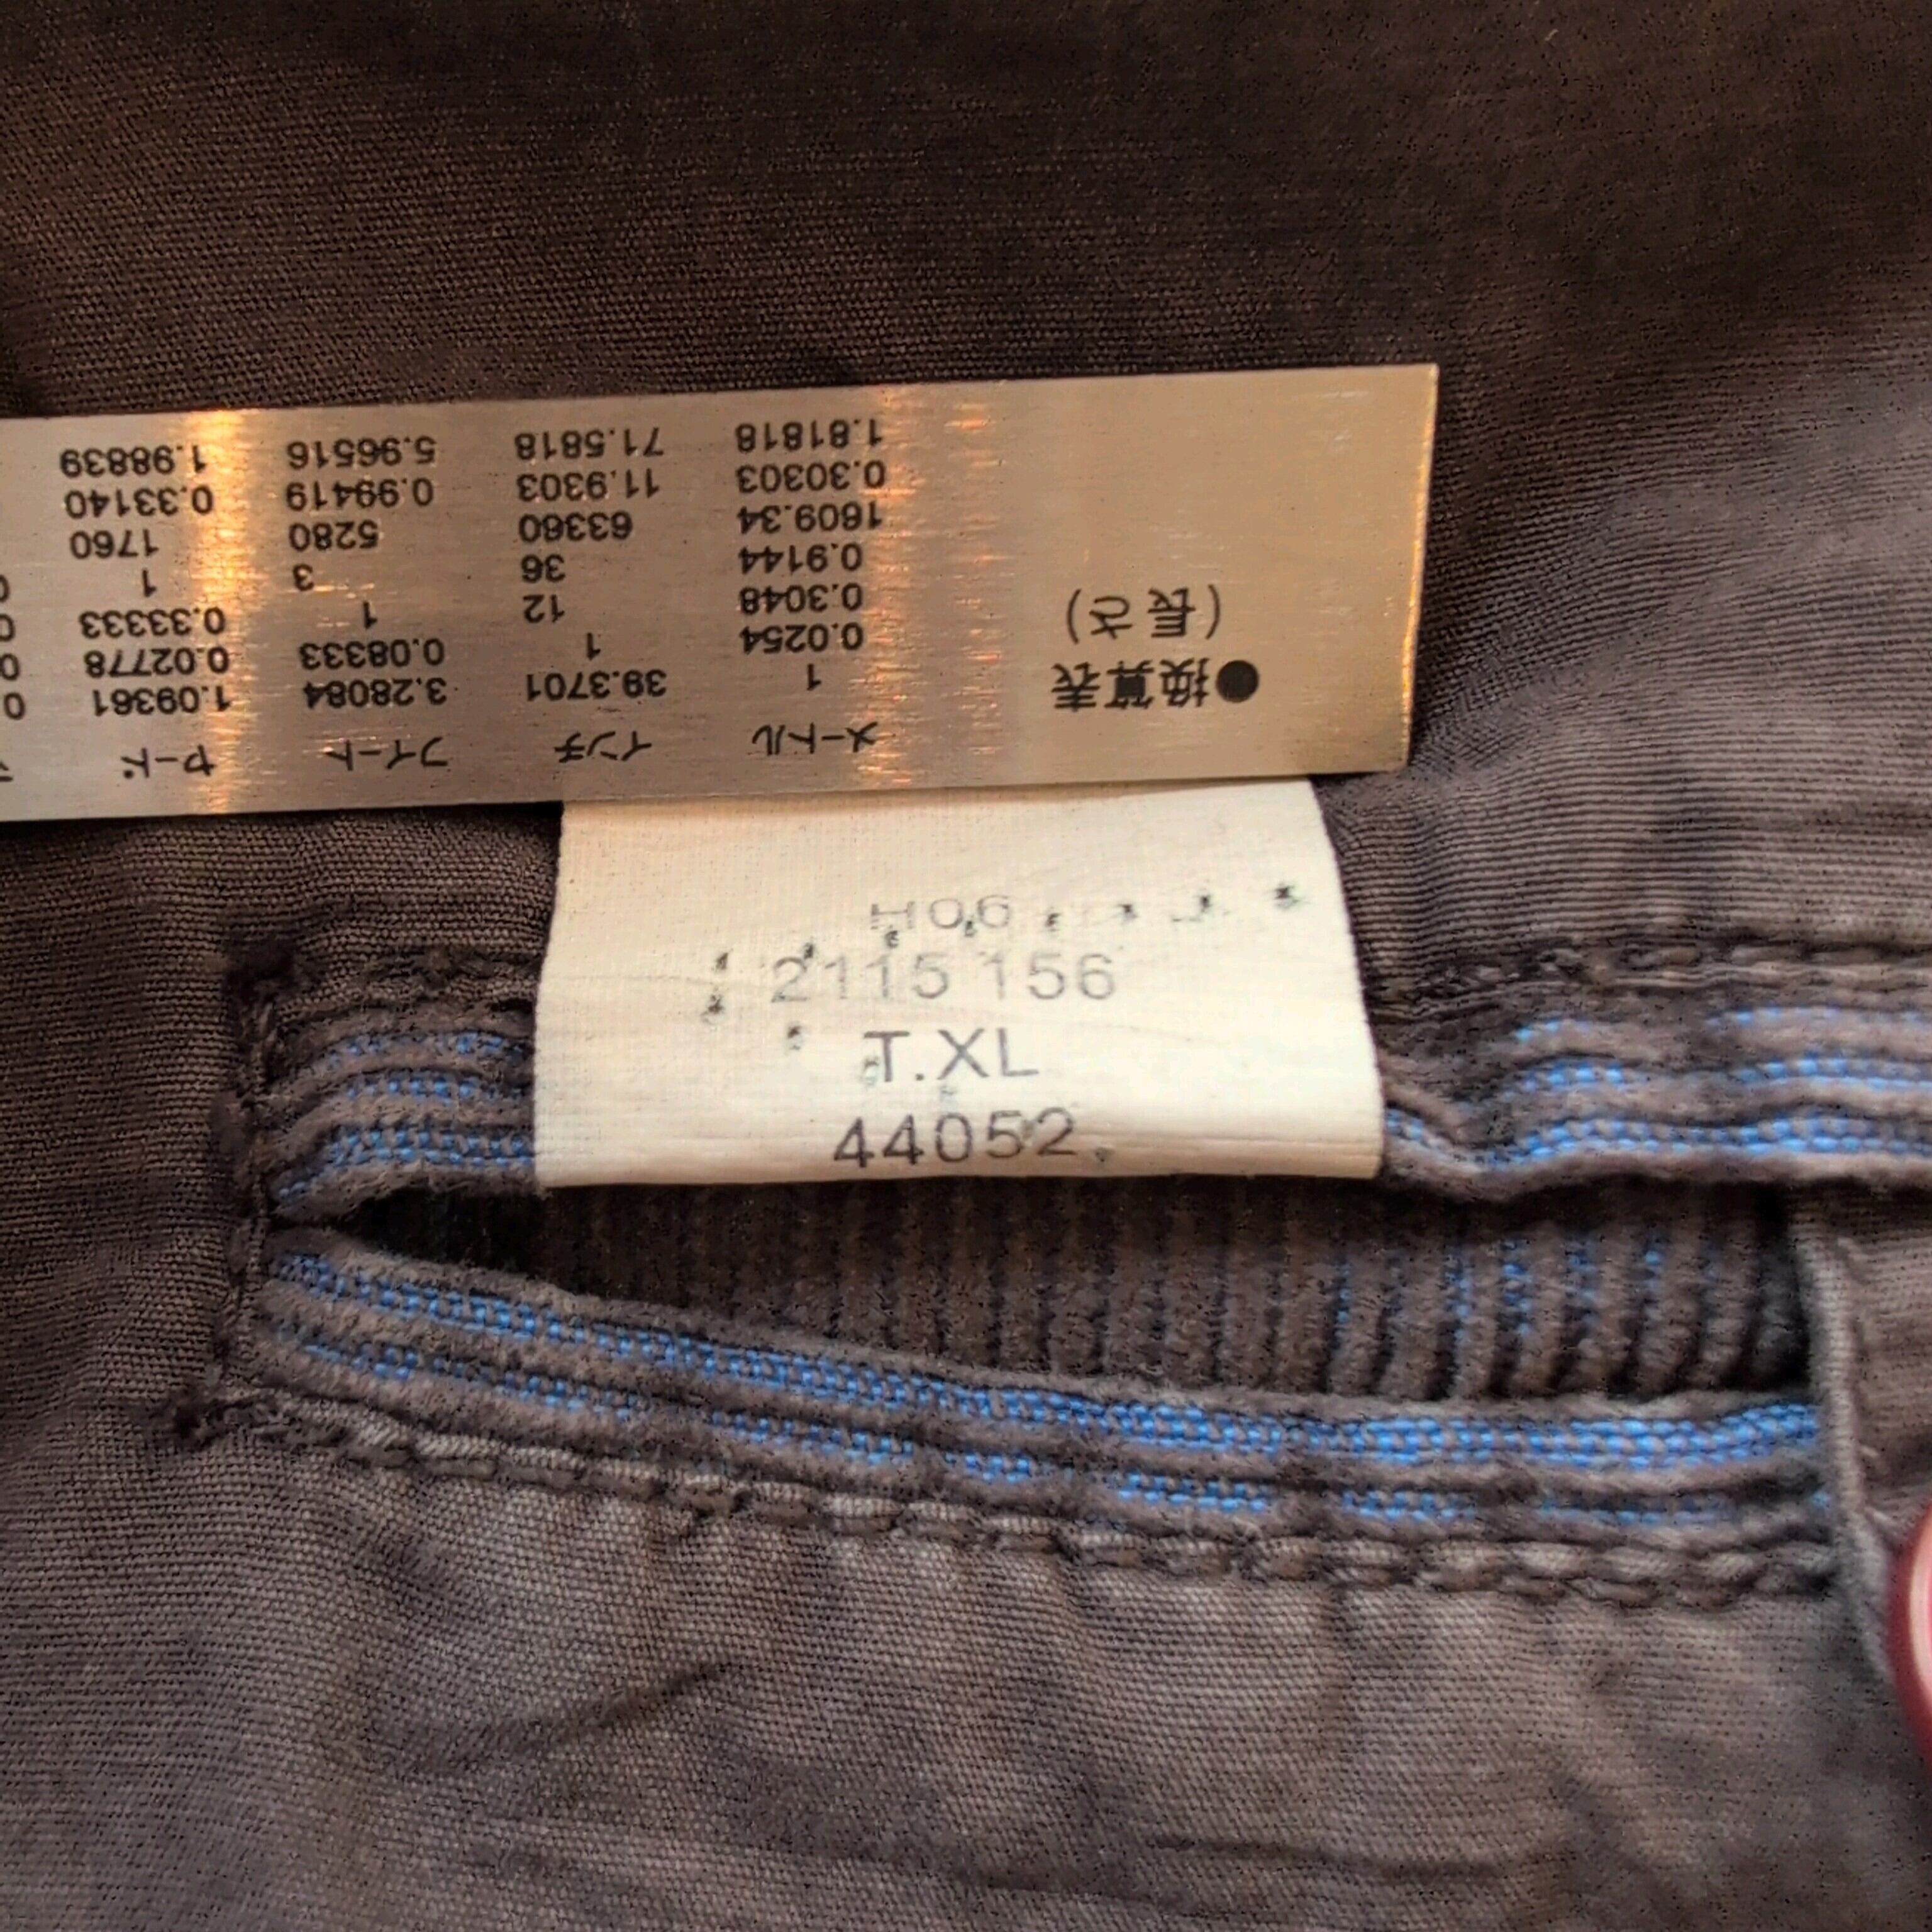 ●換算表
(長さ)
メートル インチ フィート ヤード
1 39.3701 3.28084 1.09361
0.0254 1 0.08333 0.02778
0.3048 12 1 0.33333
0.9144 36 3 1
1609.34 63360 5280 1760
0.30303 11.9303 0.99419 0.33140
1.81818 71.5818 5.96516 1.98839
H06
2115 156
T.XL
44052